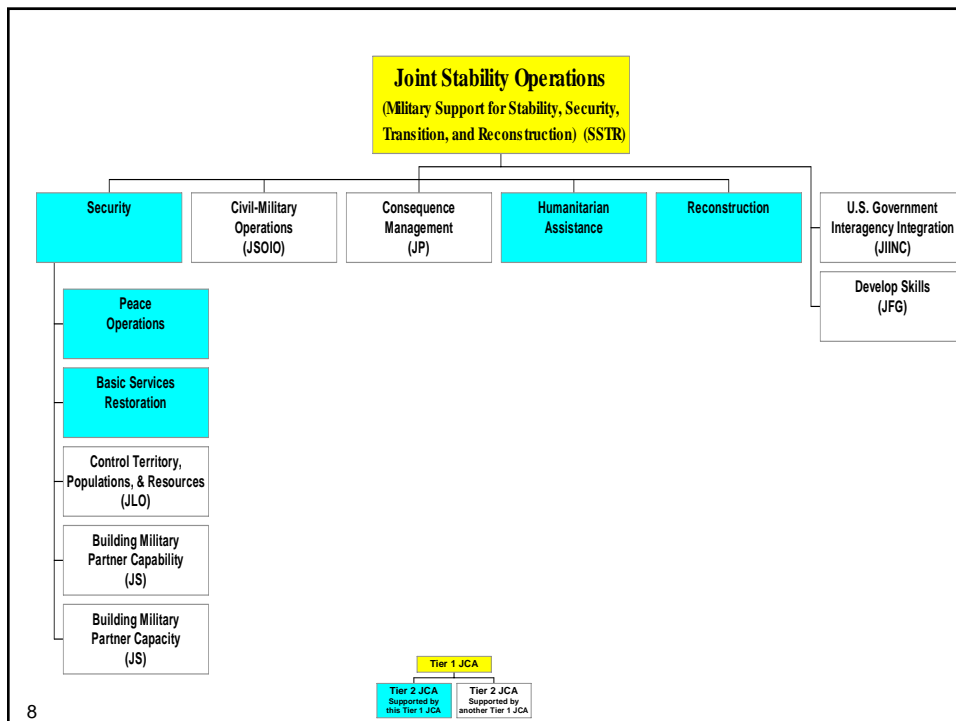 Joint Stability Operations
(Military Support for Stability, Security,
Transition, and Reconstruction) (SSTR)
Security
Civil-Military
Operations
(JSOIO)
Consequence
Management
(JP)
Humanitarian
Assistance
Reconstruction
U.S. Government
Interagency Integration
(JIINC)
Develop Skills
(JFG)
Peace
Operations
Basic Services
Restoration
Control Territory,
Populations, & Resources
(JLO)
Building Military
Partner Capability
(JS)
Building Military
Partner Capacity
(JS)
Tier 1 JCA
Tier 2 JCA
Supported by
this Tier 1 JCA
Tier 2 JCA
Supported by
another Tier 1 JCA
8